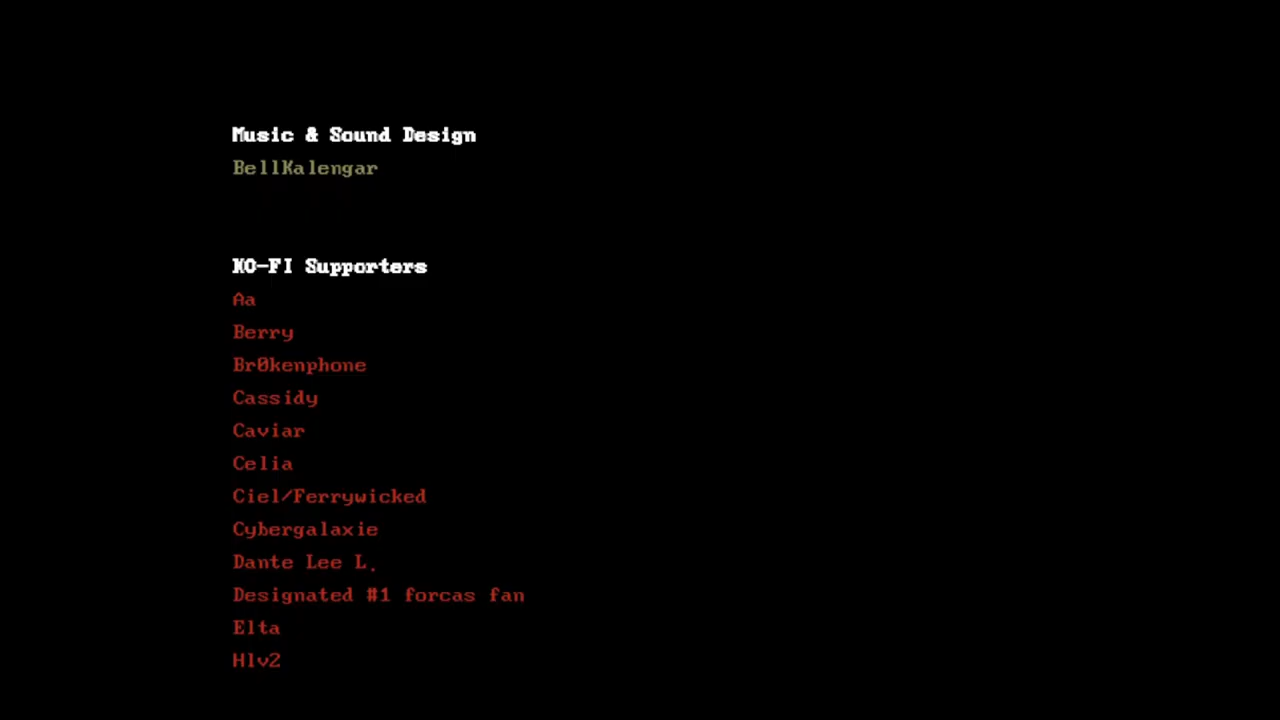 Music & Sound Design
BellKalengar
KO-FI Supporters
Aa
Berry
Br0kenphone
Cassidy
Caviar
Celia
Ciel/Ferrywicked
Cybergalaxie
Dante Lee L.
Designated #1 forcas fan
Elta
Hlv2